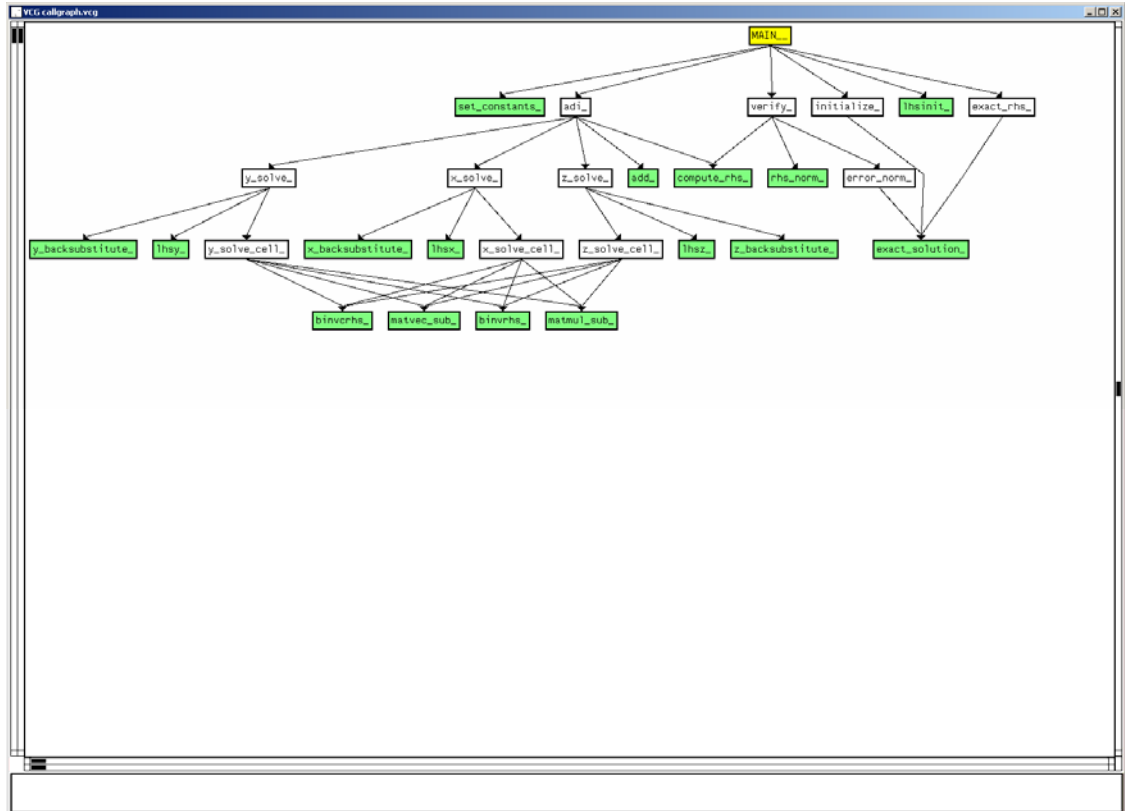 VCG callgraph.vcg
MAIN__
set_constants_ adi_ verify_ initialize_ lhsinit_ exact_rhs_
y_solve_ x_solve_ z_solve_ add_ compute_rhs_ rhs_norm_ error_norm_
y_backsubstitute_ lhsy_ y_solve_cell_ x_backsubstitute_ lhsx_ x_solve_cell_ z_solve_cell_ lhsz_ z_backsubstitute_ exact_solution_
binvcrhs_ matvec_sub_ binvrhs_ matmul_sub_